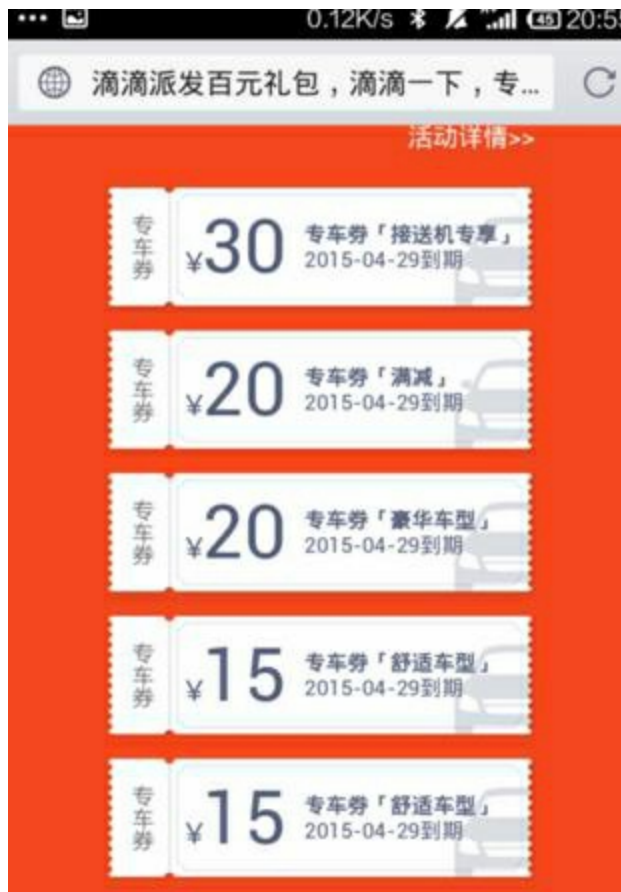 0.12K/s
45
20:55
滴滴派发百元礼包，滴滴一下，专...
活动详情>>
专车券
¥30
专车券「接送机专享」
2015-04-29到期
专车券
¥20
专车券「满减」
2015-04-29到期
专车券
¥20
专车券「豪华车型」
2015-04-29到期
专车券
¥15
专车券「舒适车型」
2015-04-29到期
专车券
¥15
专车券「舒适车型」
2015-04-29到期